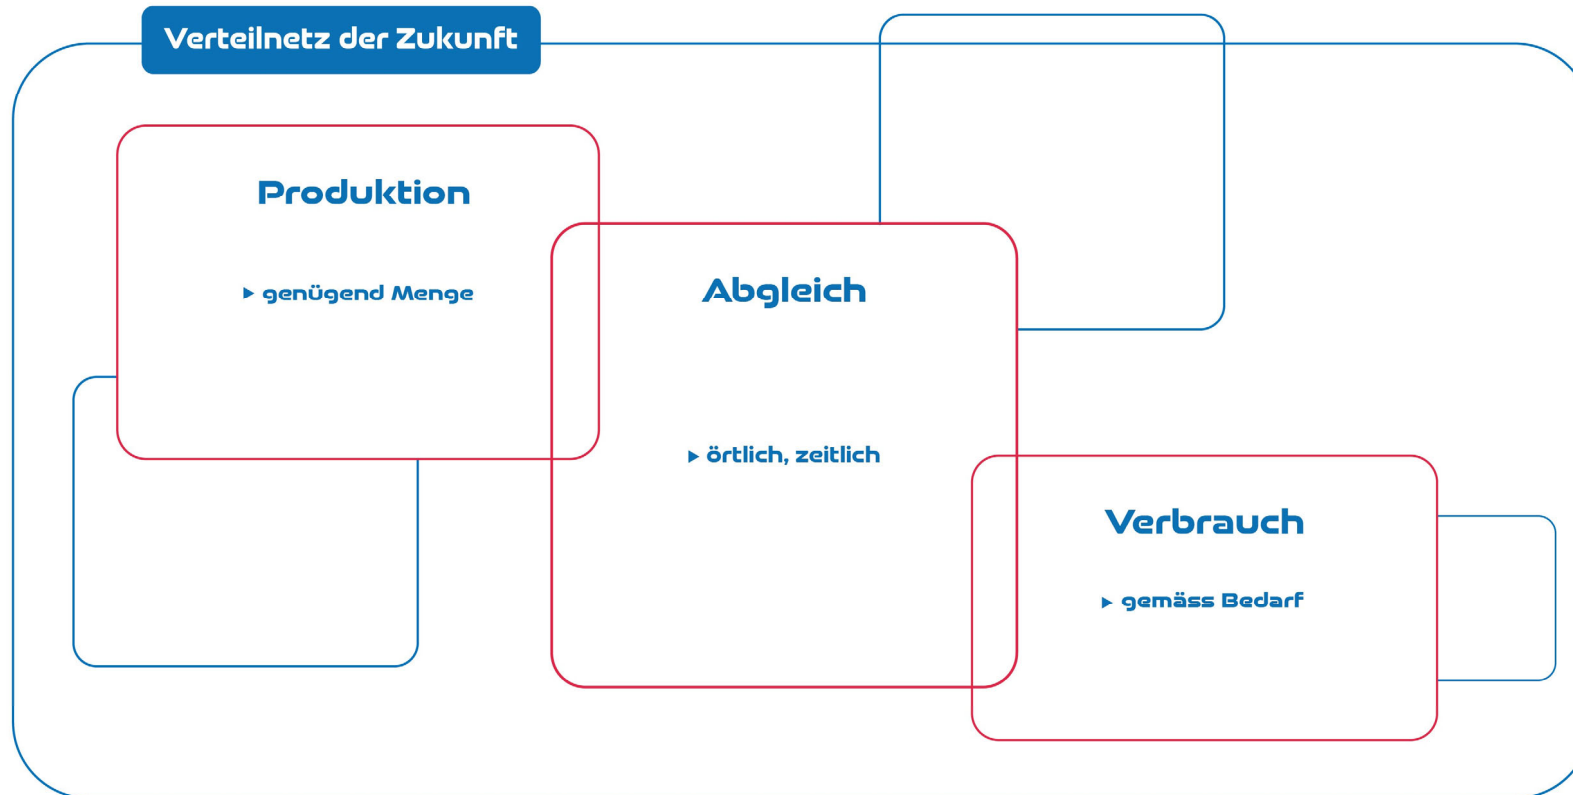 Verteilnetz der Zukunft
Produktion
▸ genügend Menge
Abgleich
▸ örtlich, zeitlich
Verbrauch
▸ gemäss Bedarf